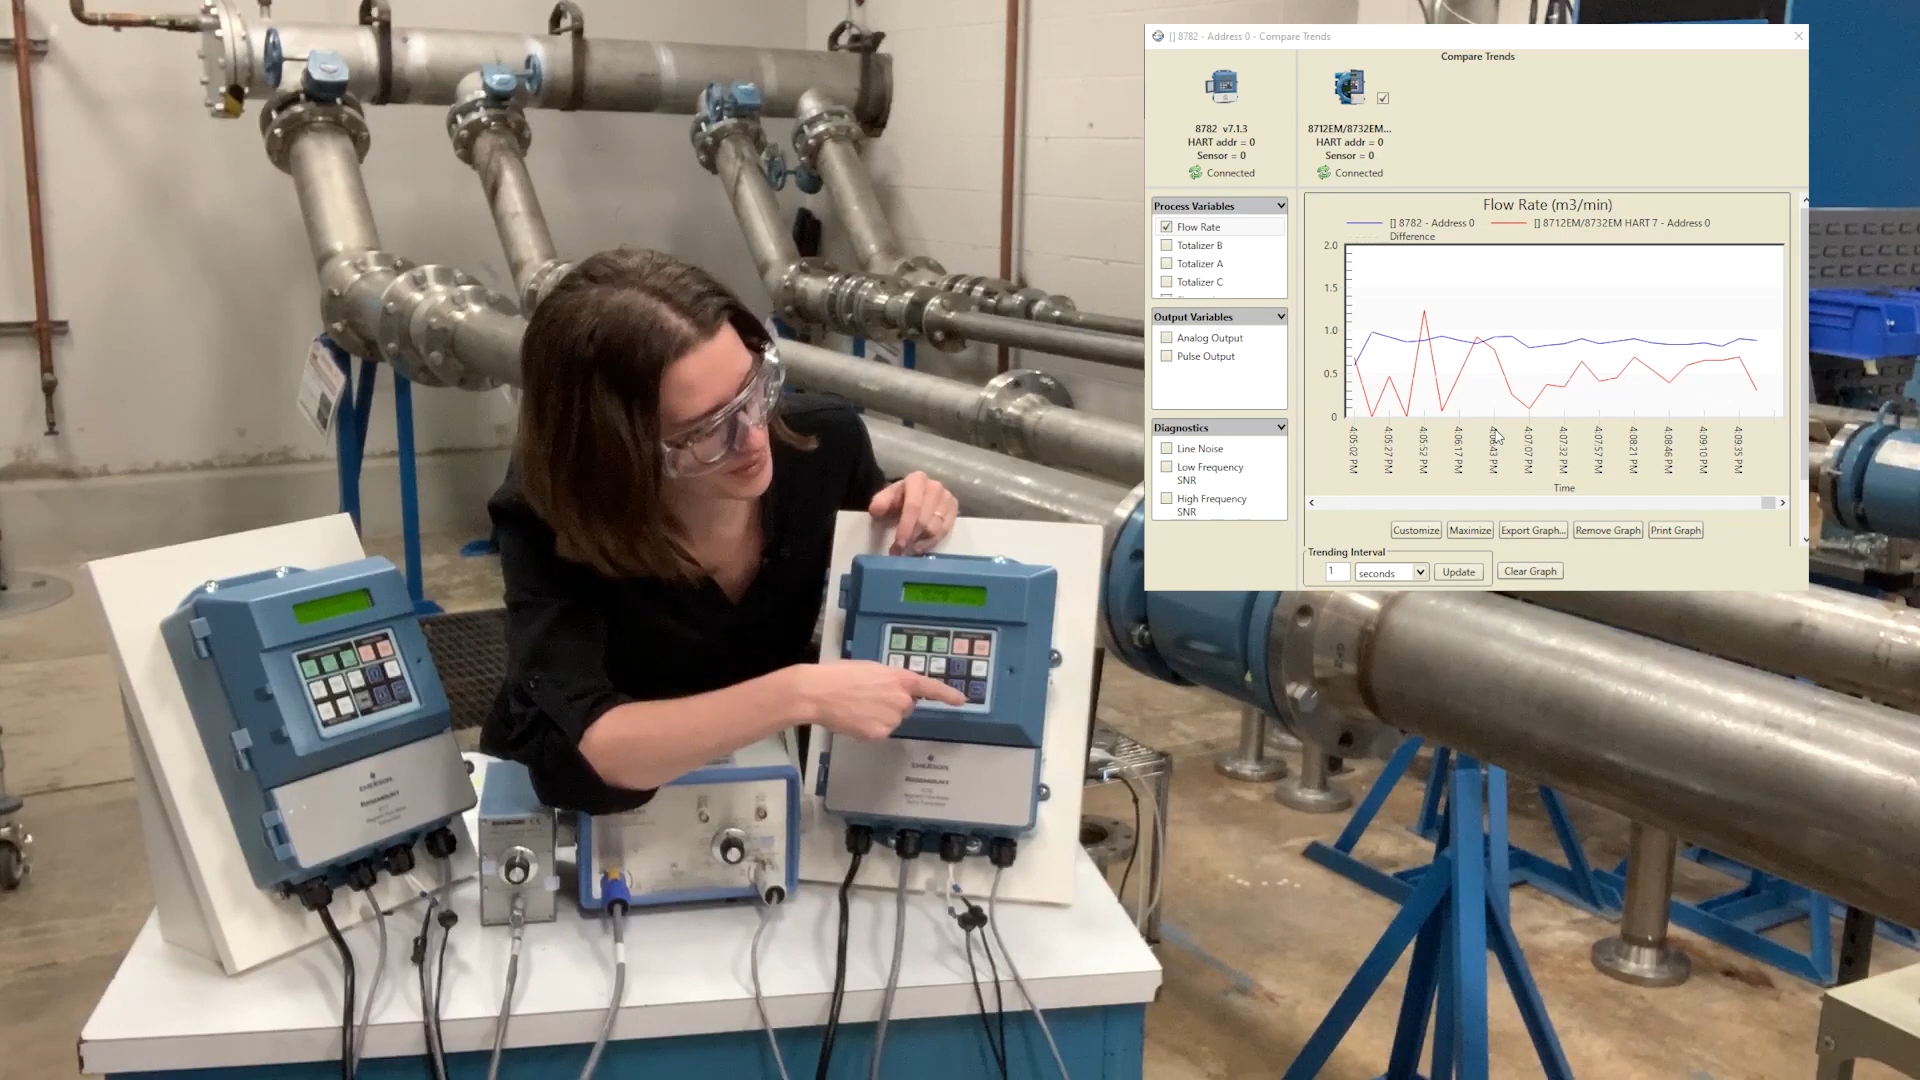 [] 8782 - Address 0 - Compare Trends
Compare Trends
8782 v7.1.3
HART addr = 0
Sensor = 0
Connected
8712EM/8732EM...
HART addr = 0
Sensor = 0
Connected
Process Variables
Flow Rate
Totalizer B
Totalizer A
Totalizer C
Output Variables
Analog Output
Pulse Output
Diagnostics
Line Noise
Low Frequency
SNR
High Frequency
SNR
Flow Rate (m3/min)
[] 8782 - Address 0
[] 8712EM/8732EM HART 7 - Address 0
Difference
2.0
1.5
1.0
0.5
0
4:05:02 PM
4:05:27 PM
4:05:52 PM
4:06:17 PM
4:06:43 PM
4:07:07 PM
4:07:32 PM
4:07:57 PM
4:08:21 PM
4:08:46 PM
4:09:10 PM
4:09:35 PM
Time
Customize
Maximize
Export Graph...
Remove Graph
Print Graph
Trending Interval
1
seconds
Update
Clear Graph
EMERSON
ROSEMOUNT
EMERSON
ROSEMOUNT